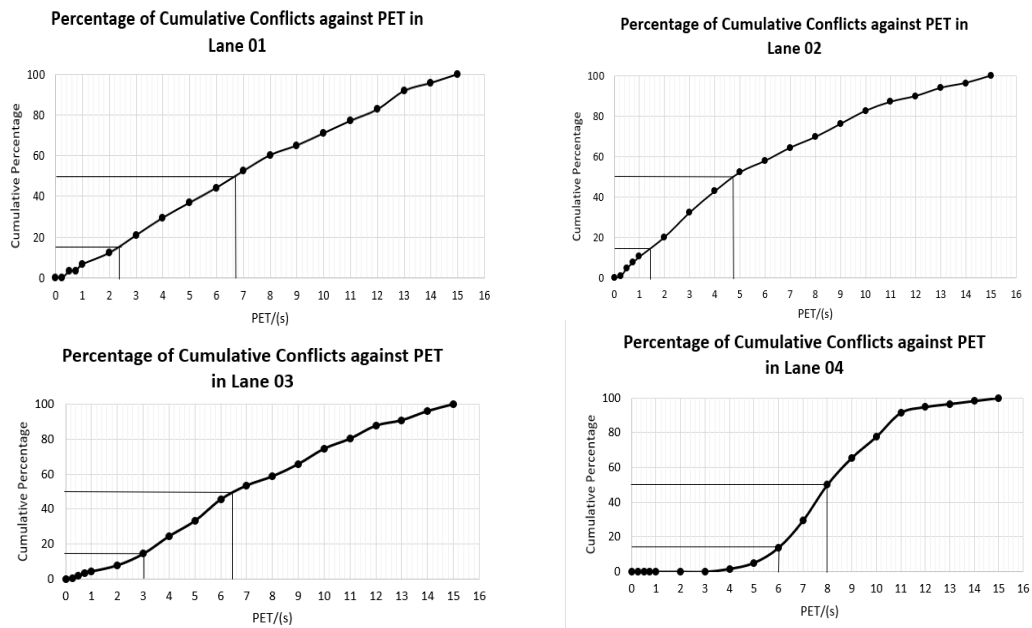 Percentage of Cumulative Conflicts against PET in
Lane 01
100
80
60
40
20
0
Cumulative Percentage
0 1 2 3 4 5 6 7 8 9 10 11 12 13 14 15 16
PET/(s)
Percentage of Cumulative Conflicts against PET in
Lane 02
100
80
60
40
20
0
Cumulative Percentage
0 1 2 3 4 5 6 7 8 9 10 11 12 13 14 15 16
PET/(s)
Percentage of Cumulative Conflicts against PET
in Lane 03
100
80
60
40
20
0
Cumulative Percentage
0 1 2 3 4 5 6 7 8 9 10 11 12 13 14 15 16
PET/(s)
Percentage of Cumulative Conflicts against PET
in Lane 04
100
80
60
40
20
0
Cumulative Percentage
0 1 2 3 4 5 6 7 8 9 10 11 12 13 14 15 16
PET/(s)